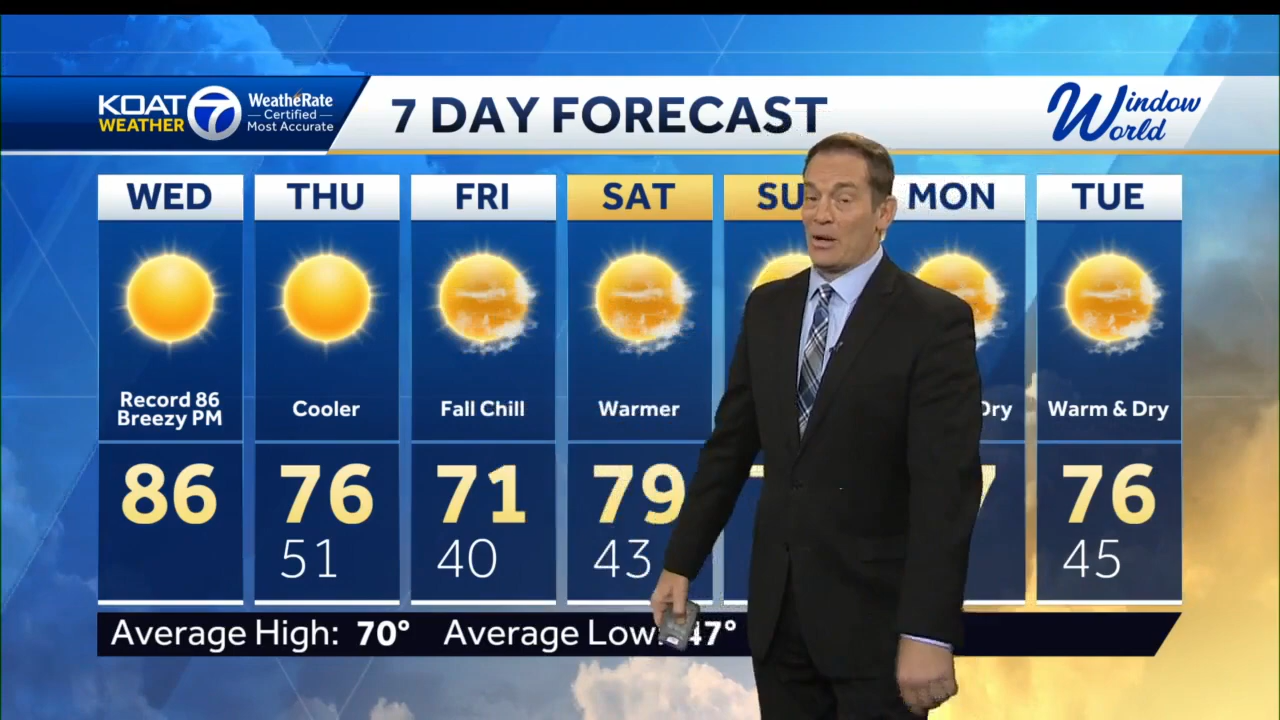 KOAT 7
WEATHER
WeatheRate
Certified
Most Accurate
7 DAY FORECAST
Window
World
WED
THU
FRI
SAT
MON
TUE
Record 86
Breezy PM
Cooler
Fall Chill
Warmer
Dry
Warm & Dry
86
76
71
79
76
51
40
43
45
Average High: 70° Average Low: 47°